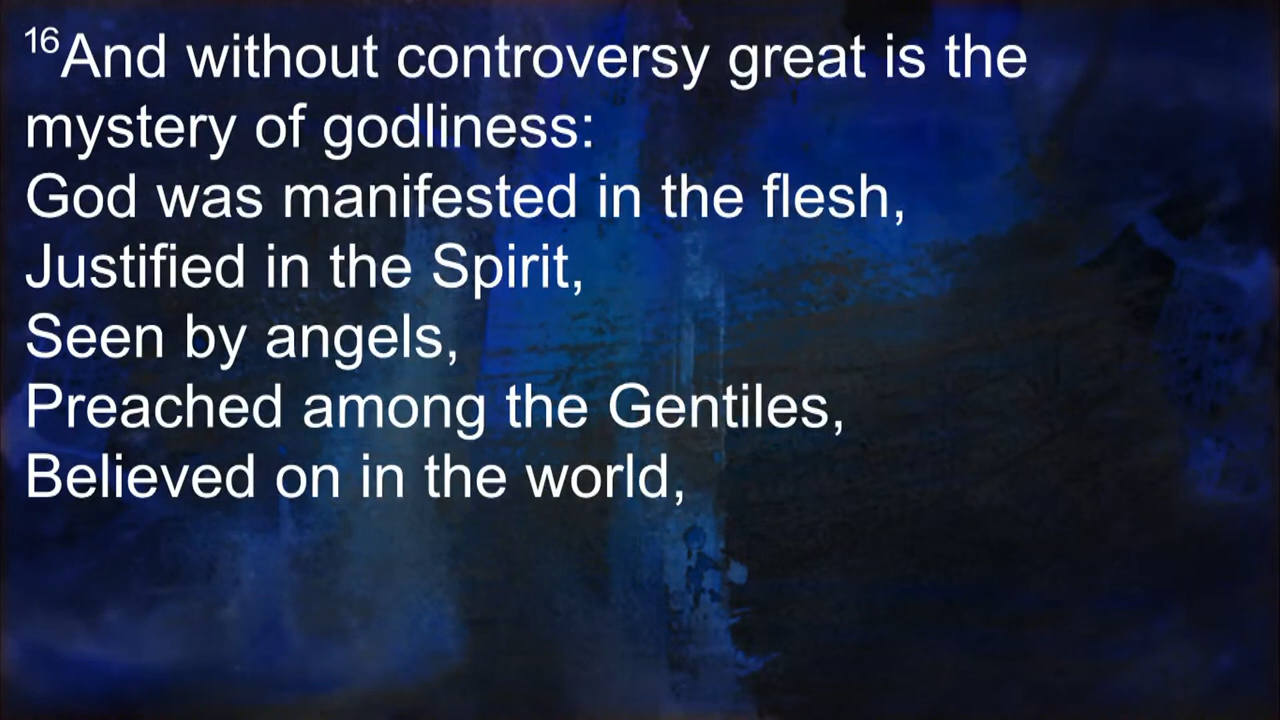 16And without controversy great is the
mystery of godliness:
God was manifested in the flesh,
Justified in the Spirit,
Seen by angels,
Preached among the Gentiles,
Believed on in the world,